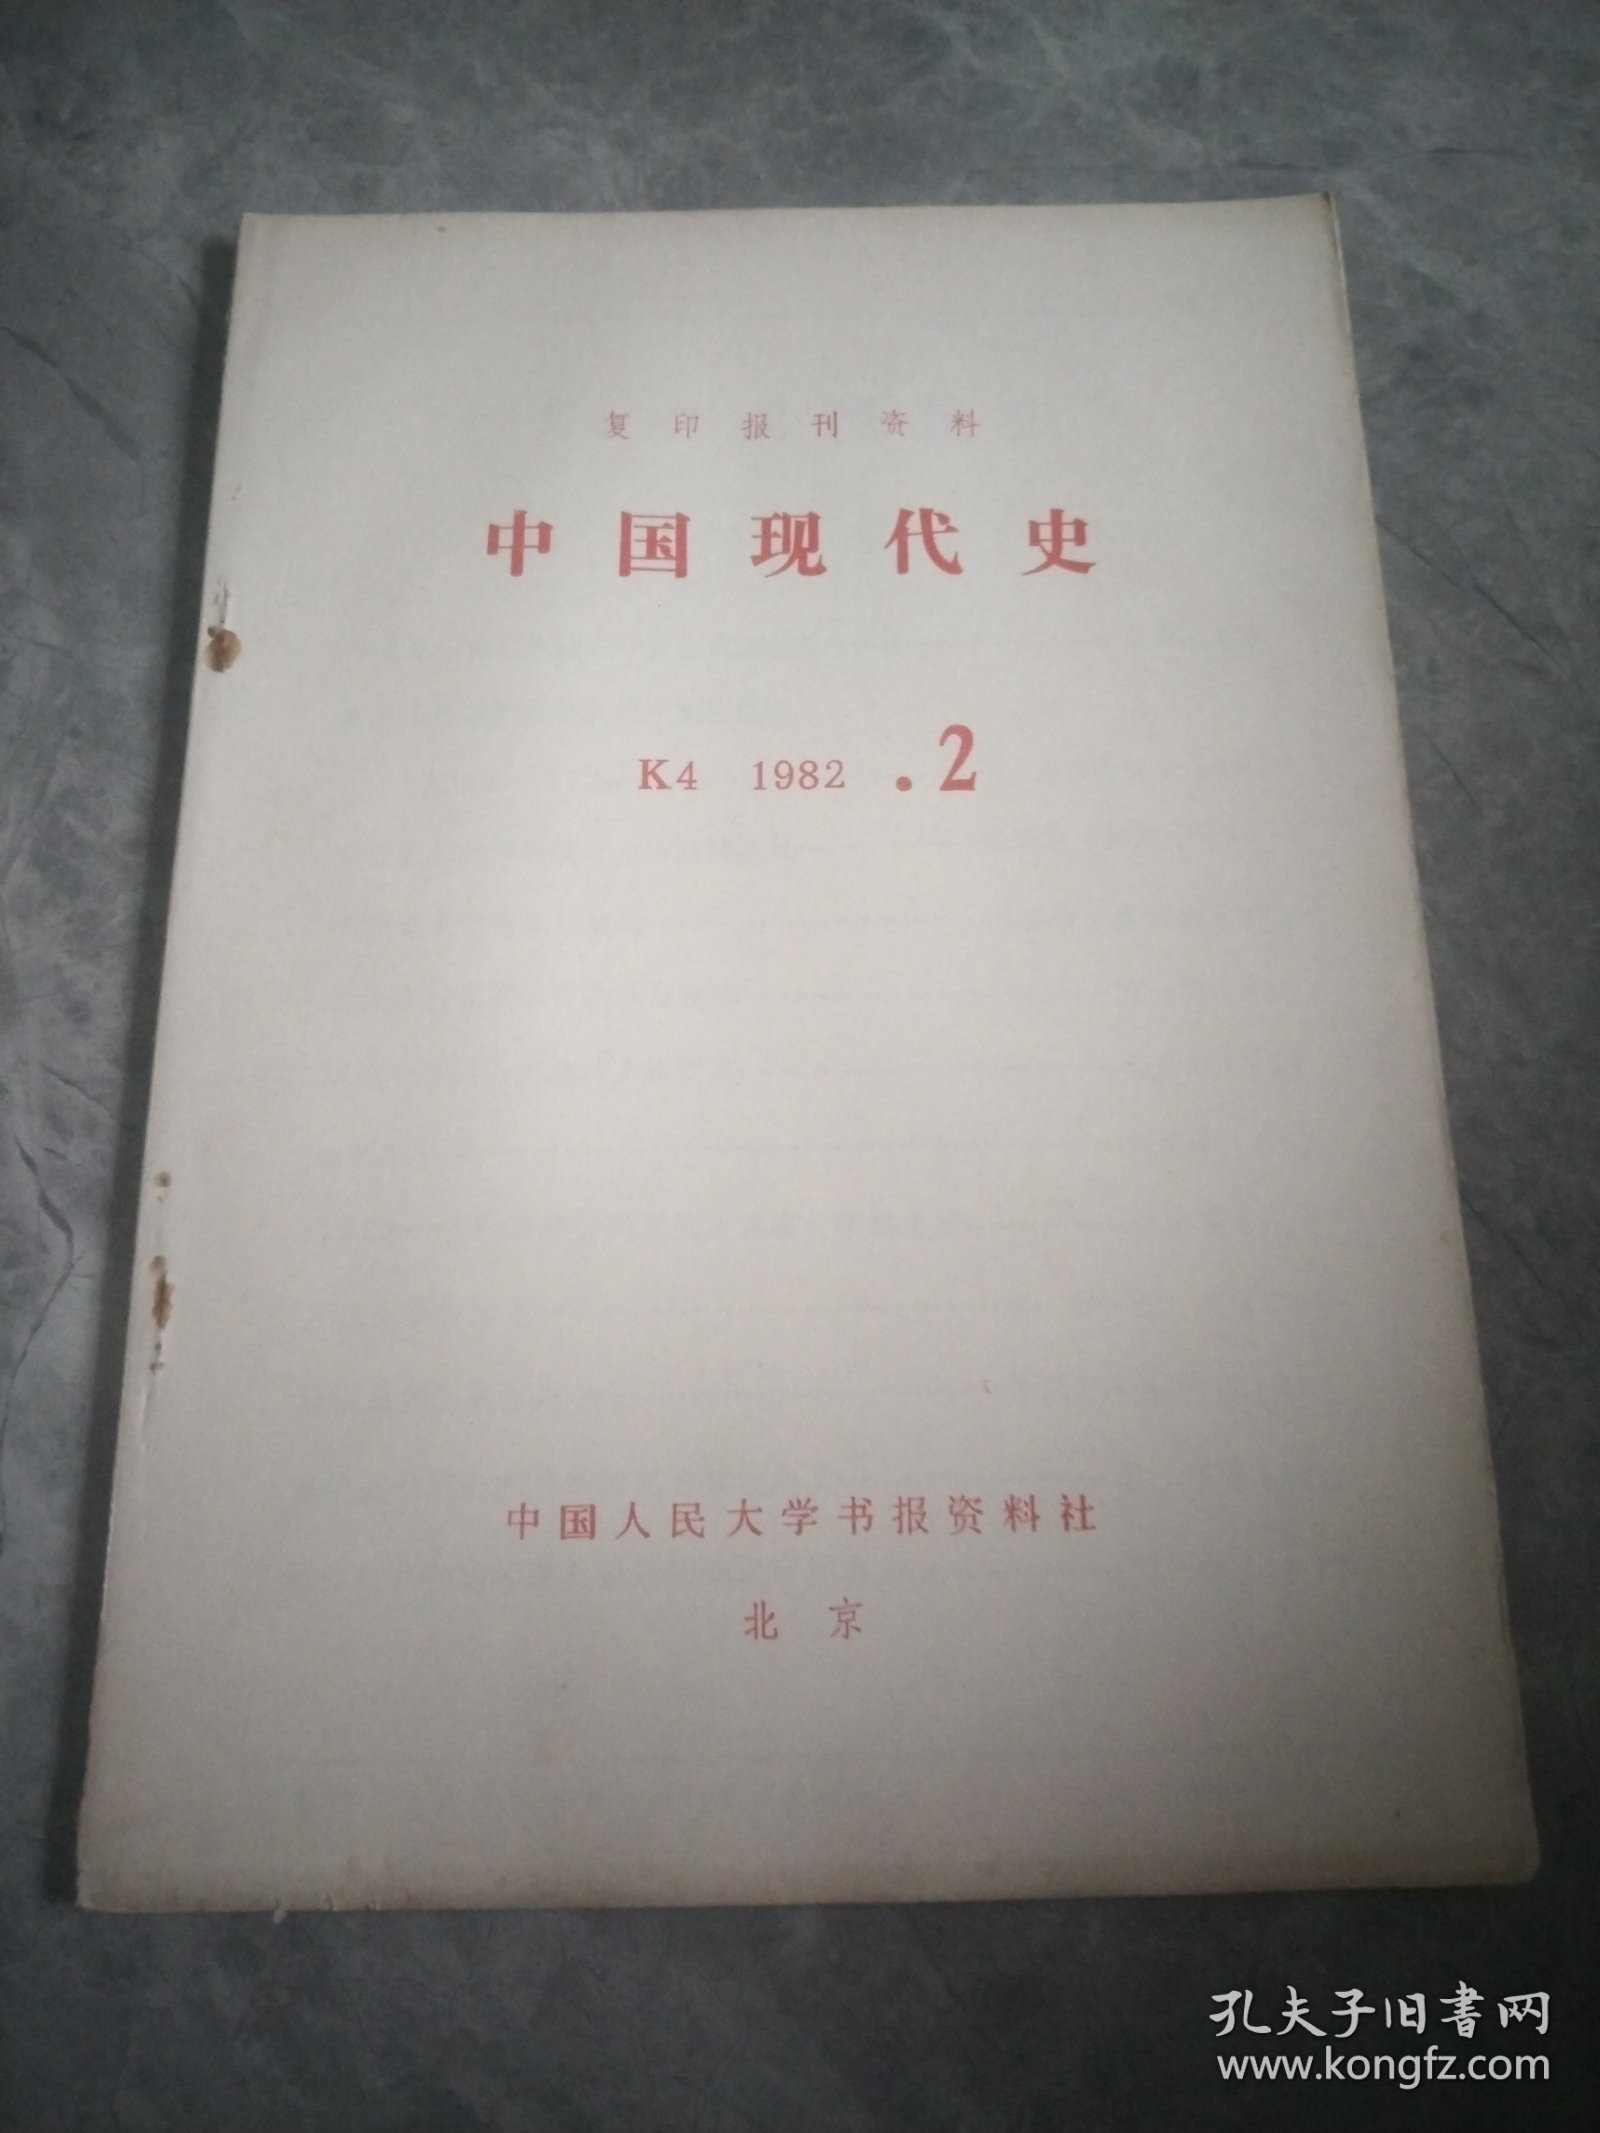 复印报刊资料
中国现代史
K4 1982 .2
中国人民大学书报资料社
北京
孔夫子旧書网
www.kongfz.com